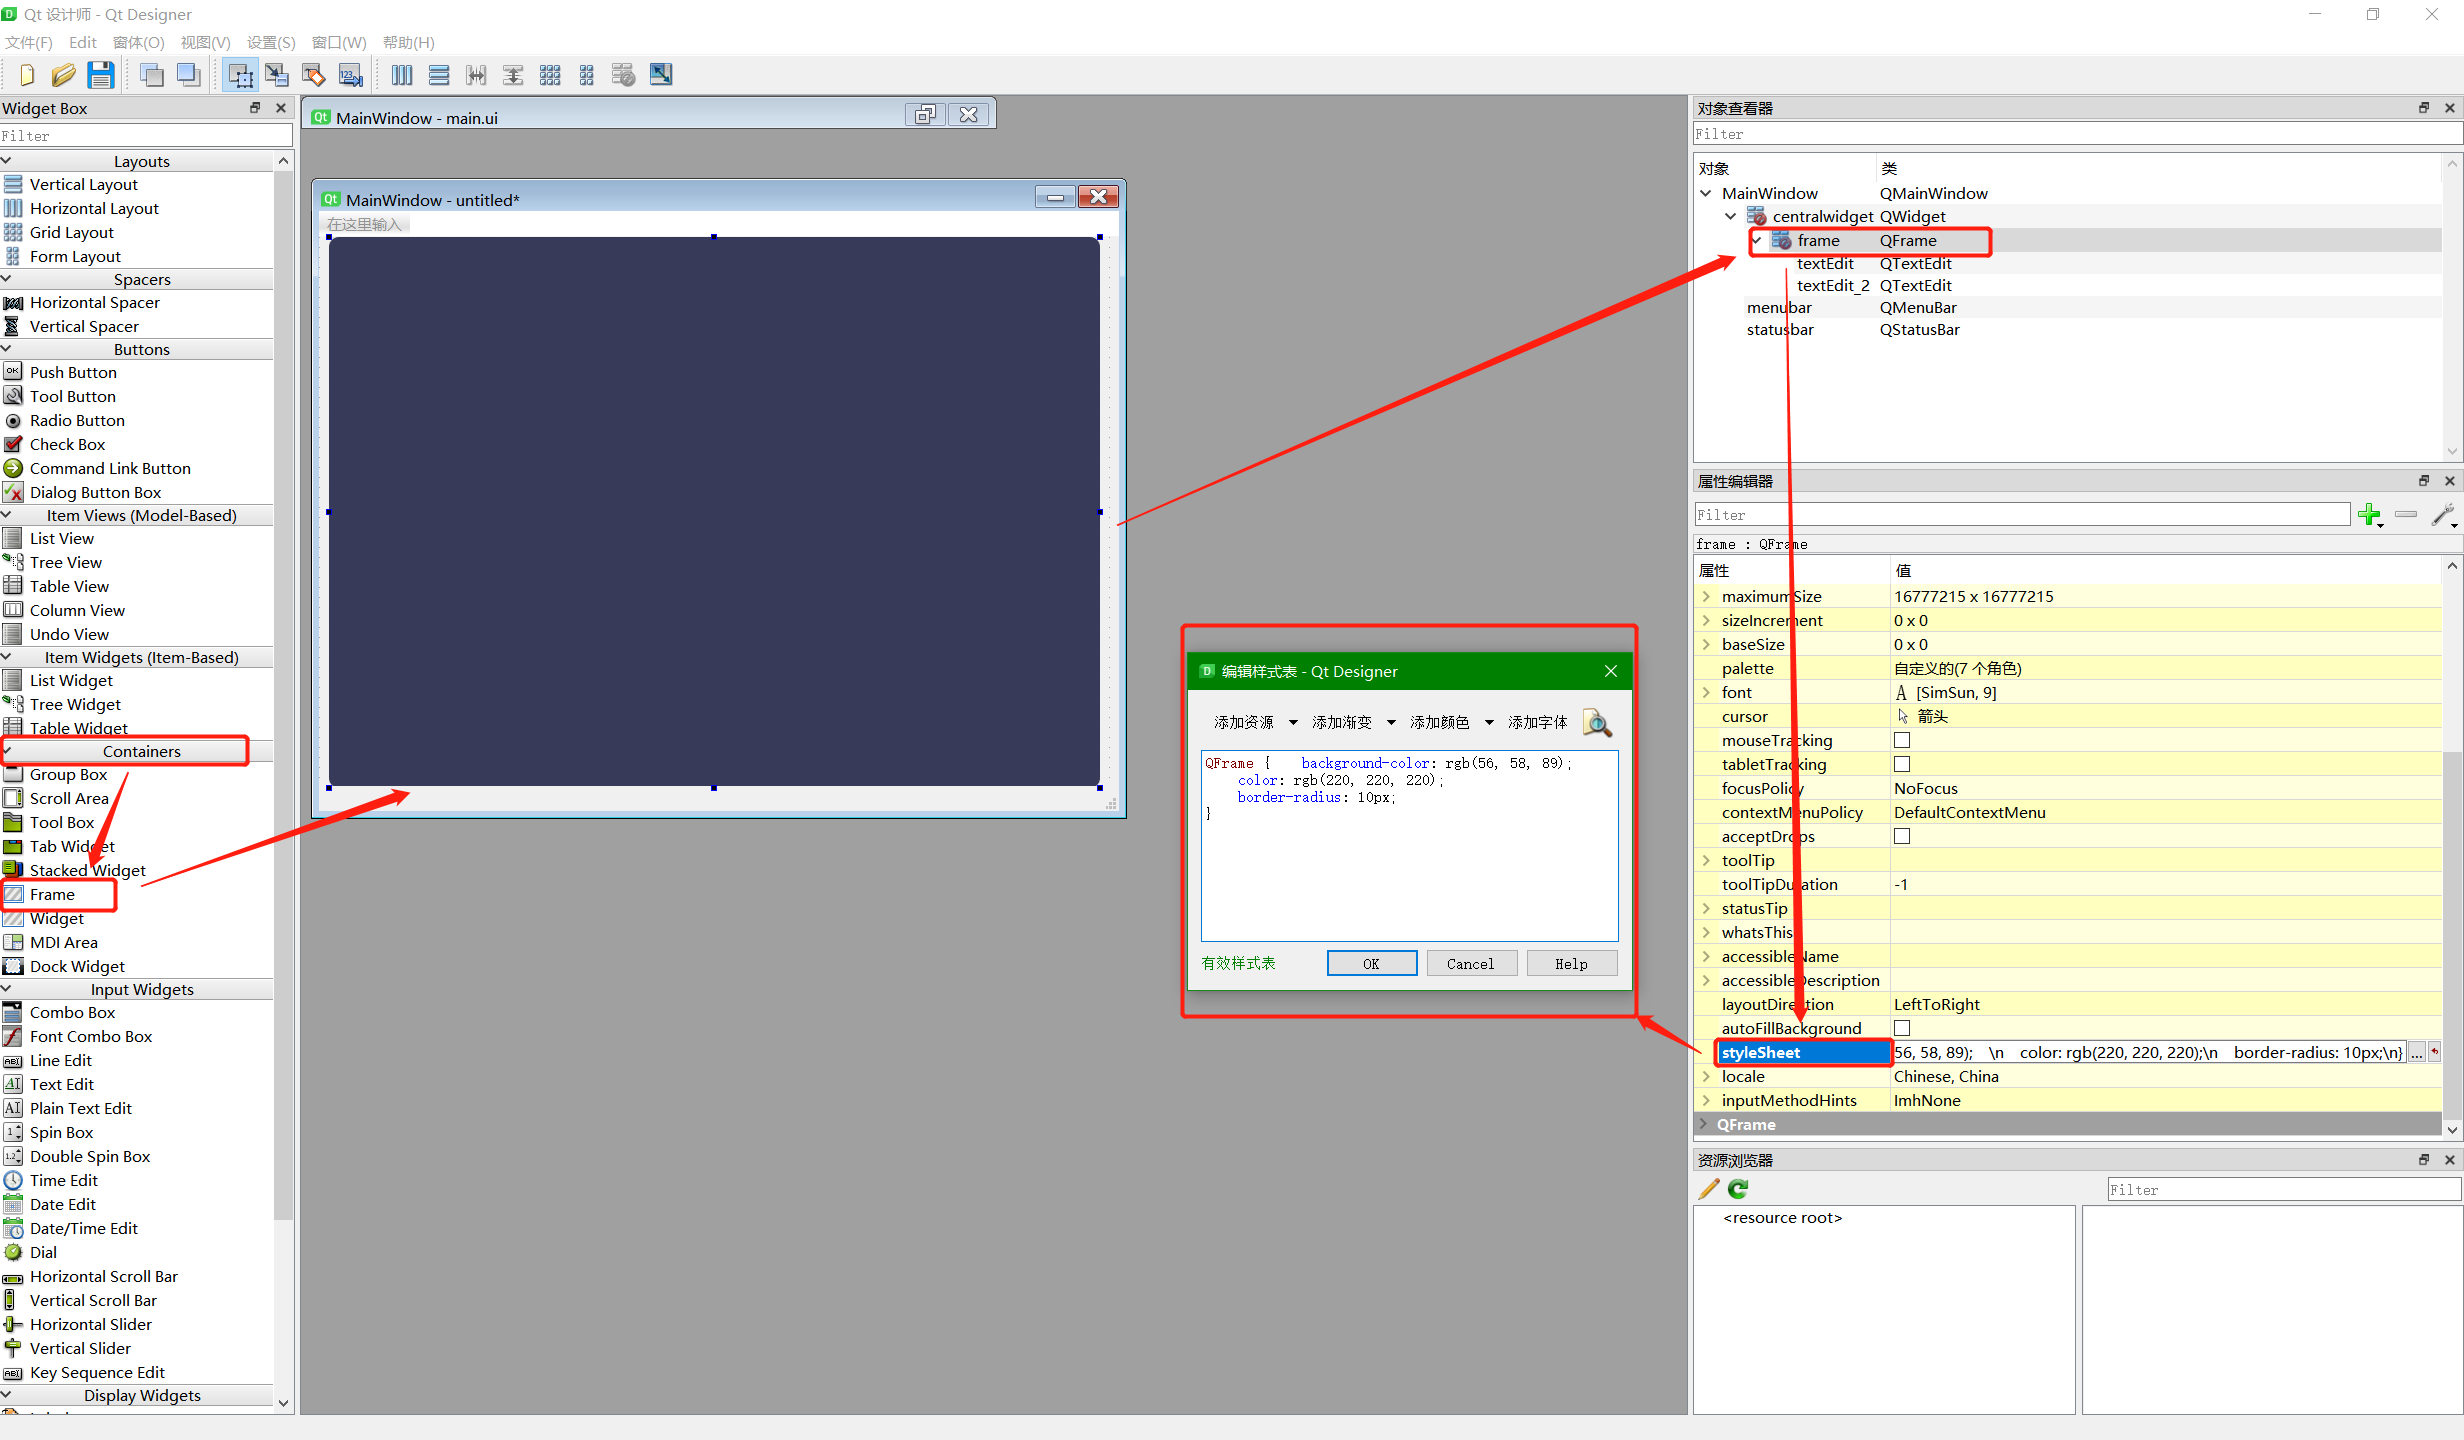 Qt 设计师 - Qt Designer
文件(F) Edit 窗体(O) 视图(V) 设置(S) 窗口(W) 帮助(H)
Widget Box
Filter
Layouts
Vertical Layout
Horizontal Layout
Grid Layout
Form Layout
Spacers
Horizontal Spacer
Vertical Spacer
Buttons
Push Button
Tool Button
Radio Button
Check Box
Command Link Button
Dialog Button Box
Item Views (Model-Based)
List View
Tree View
Table View
Column View
Undo View
Item Widgets (Item-Based)
List Widget
Tree Widget
Table Widget
Containers
Group Box
Scroll Area
Tool Box
Tab Widget
Stacked Widget
Frame
Widget
MDI Area
Dock Widget
Input Widgets
Combo Box
Font Combo Box
Line Edit
Text Edit
Plain Text Edit
Spin Box
Double Spin Box
Time Edit
Date Edit
Date/Time Edit
Dial
Horizontal Scroll Bar
Vertical Scroll Bar
Horizontal Slider
Vertical Slider
Key Sequence Edit
Display Widgets
MainWindow - main.ui
MainWindow - untitled*
在这里输入
编辑样式表 - Qt Designer
添加资源 添加渐变 添加颜色 添加字体
QFrame { background-color: rgb(56, 58, 89);
color: rgb(220, 220, 220);
border-radius: 10px;
}
有效样式表 OK Cancel Help
对象查看器
Filter
对象 类
MainWindow QMainWindow
centralwidget QWidget
frame QFrame
textEdit QTextEdit
textEdit_2 QTextEdit
menubar QMenuBar
statusbar QStatusBar
属性编辑器
Filter
frame : QFrame
属性 值
maximumSize 16777215 x 16777215
sizeIncrement 0 x 0
baseSize 0 x 0
palette 自定义的(7 个角色)
font A [SimSun, 9]
cursor 箭头
mouseTracking
tabletTracking
focusPolicy NoFocus
contextMenuPolicy DefaultContextMenu
acceptDrops
toolTip
toolTipDuration -1
statusTip
whatsThis
accessibleName
accessibleDescription
layoutDirection LeftToRight
autoFillBackground
styleSheet 56, 58, 89); \n color: rgb(220, 220, 220);\n border-radius: 10px;\n} ...
locale Chinese, China
inputMethodHints ImhNone
QFrame
资源浏览器
Filter
<resource root>